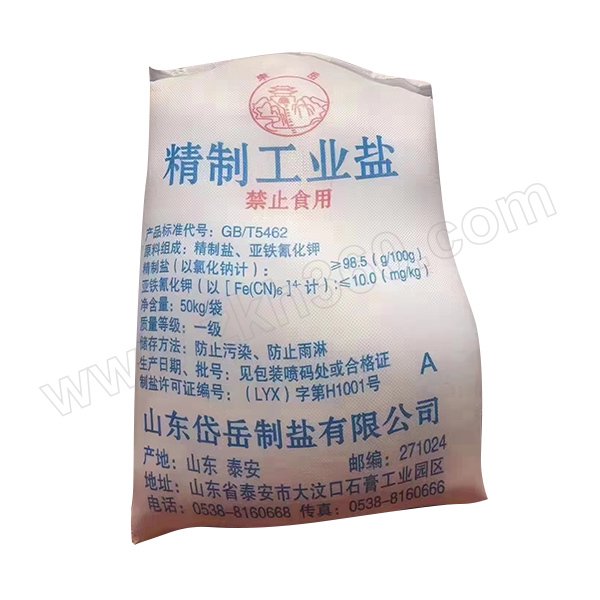 泰岳
精制工业盐
禁止食用
产品标准代号：GB/T5462
原料组成：精制盐、亚铁氰化钾
精制盐（以氯化钠计）： ≥98.5（g/100g）
亚铁氰化钾（以［Fe(CN)₆］⁴⁻计）：≤10.0（mg/kg）
净含量：50kg/袋
质量等级：一级
储存方法：防止污染、防止雨淋
生产日期、批号：见包装喷码处或合格证
制盐许可证编号：（LYX）字第H1001号
A
山东岱岳制盐有限公司
产地：山东 泰安 邮编：271024
地址：山东省泰安市大汶口石膏工业园区
电话：0538-8160668 传真：0538-8160666